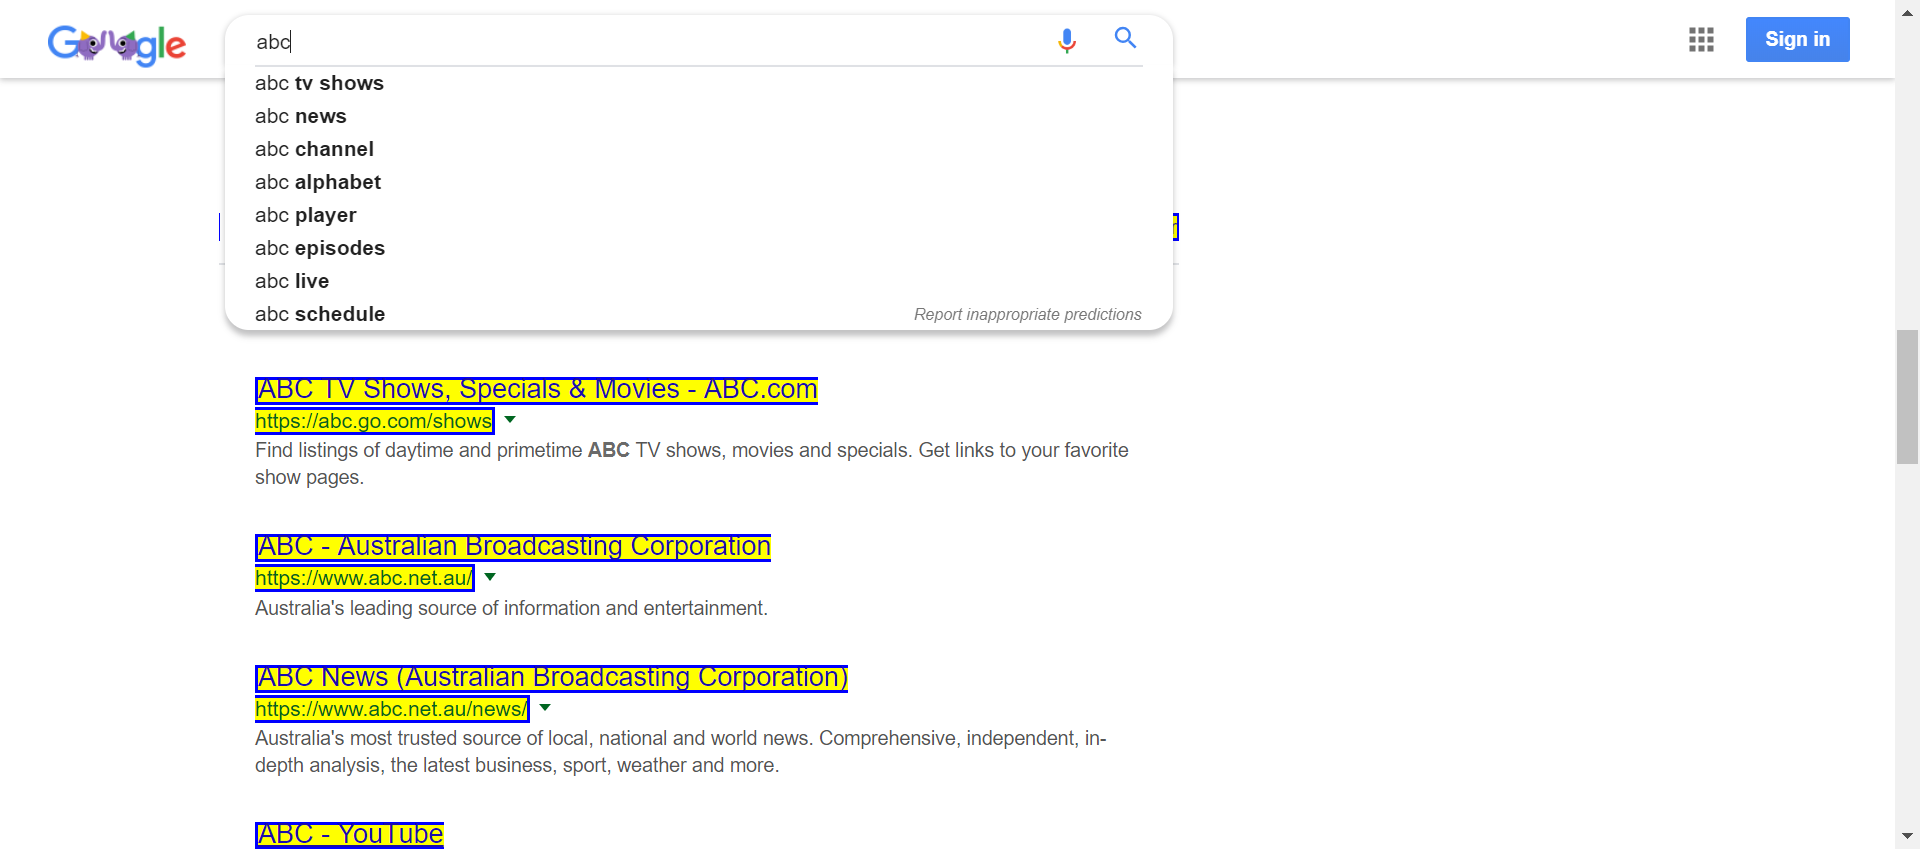 Google
abc
Sign in
abc tv shows
abc news
abc channel
abc alphabet
abc player
abc episodes
abc live
abc schedule
Report inappropriate predictions
ABC TV Shows, Specials & Movies - ABC.com
https://abc.go.com/shows
Find listings of daytime and primetime ABC TV shows, movies and specials. Get links to your favorite
show pages.
ABC - Australian Broadcasting Corporation
https://www.abc.net.au/
Australia's leading source of information and entertainment.
ABC News (Australian Broadcasting Corporation)
https://www.abc.net.au/news/
Australia's most trusted source of local, national and world news. Comprehensive, independent, in-
depth analysis, the latest business, sport, weather and more.
ABC - YouTube